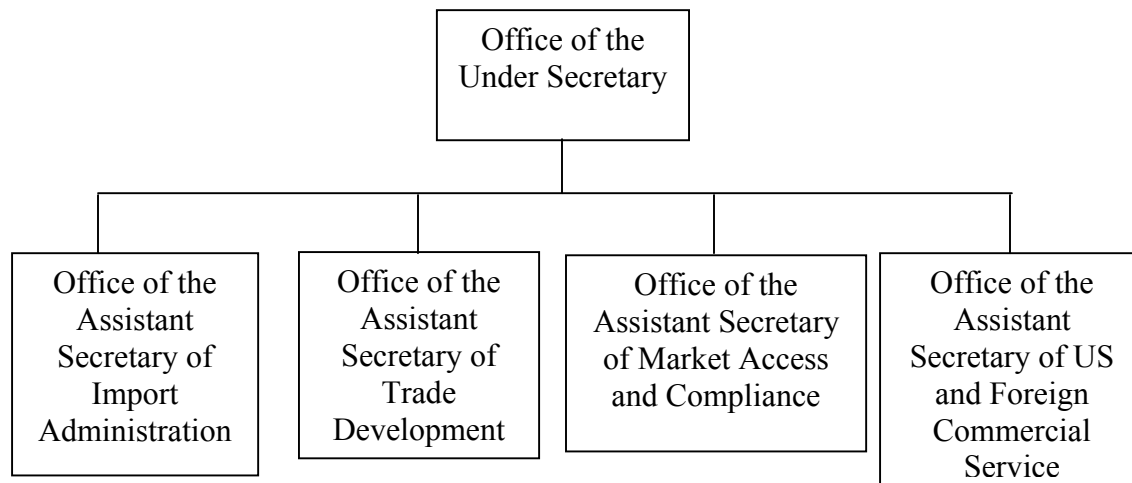 Office of the
Under Secretary
Office of the
Assistant
Secretary of
Import
Administration
Office of the
Assistant
Secretary of
Trade
Development
Office of the
Assistant Secretary
of Market Access
and Compliance
Office of the
Assistant
Secretary of US
and Foreign
Commercial
Service